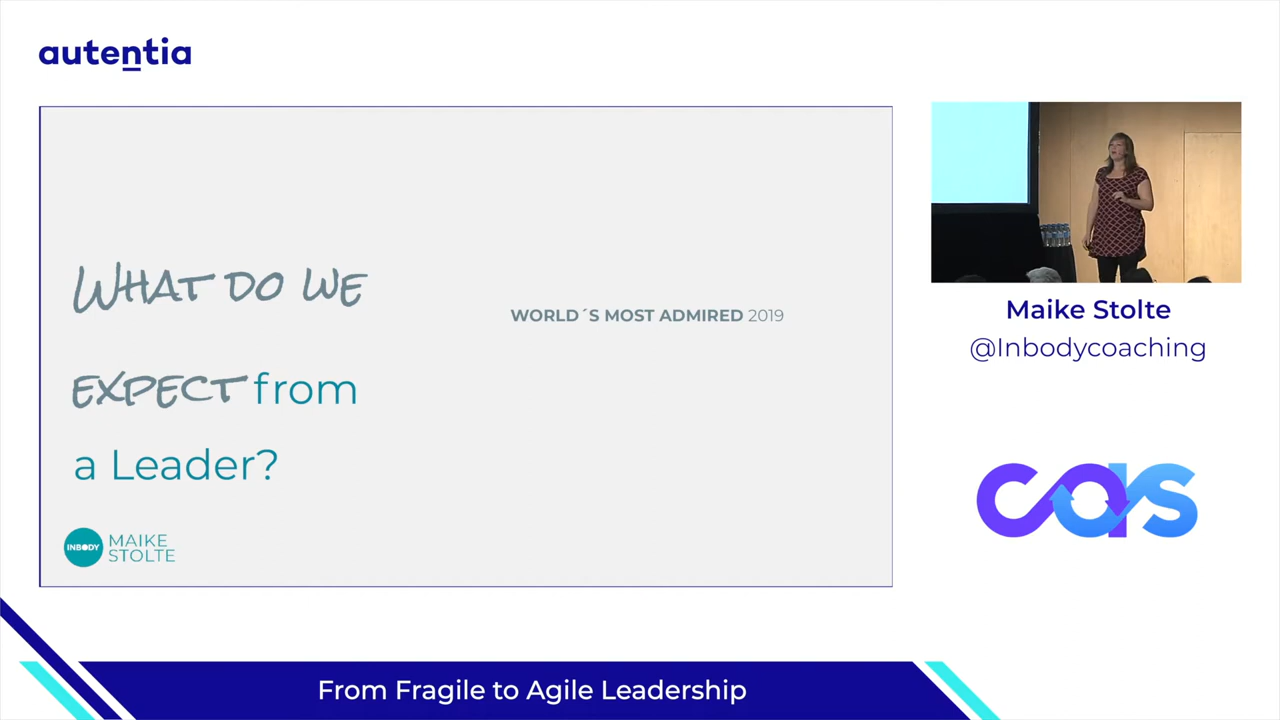 autentia
WHAT DO WE
EXPECT from
a Leader?
WORLD´S MOST ADMIRED 2019
INBODY
MAIKE
STOLTE
Maike Stolte
@Inbodycoaching
cas
From Fragile to Agile Leadership